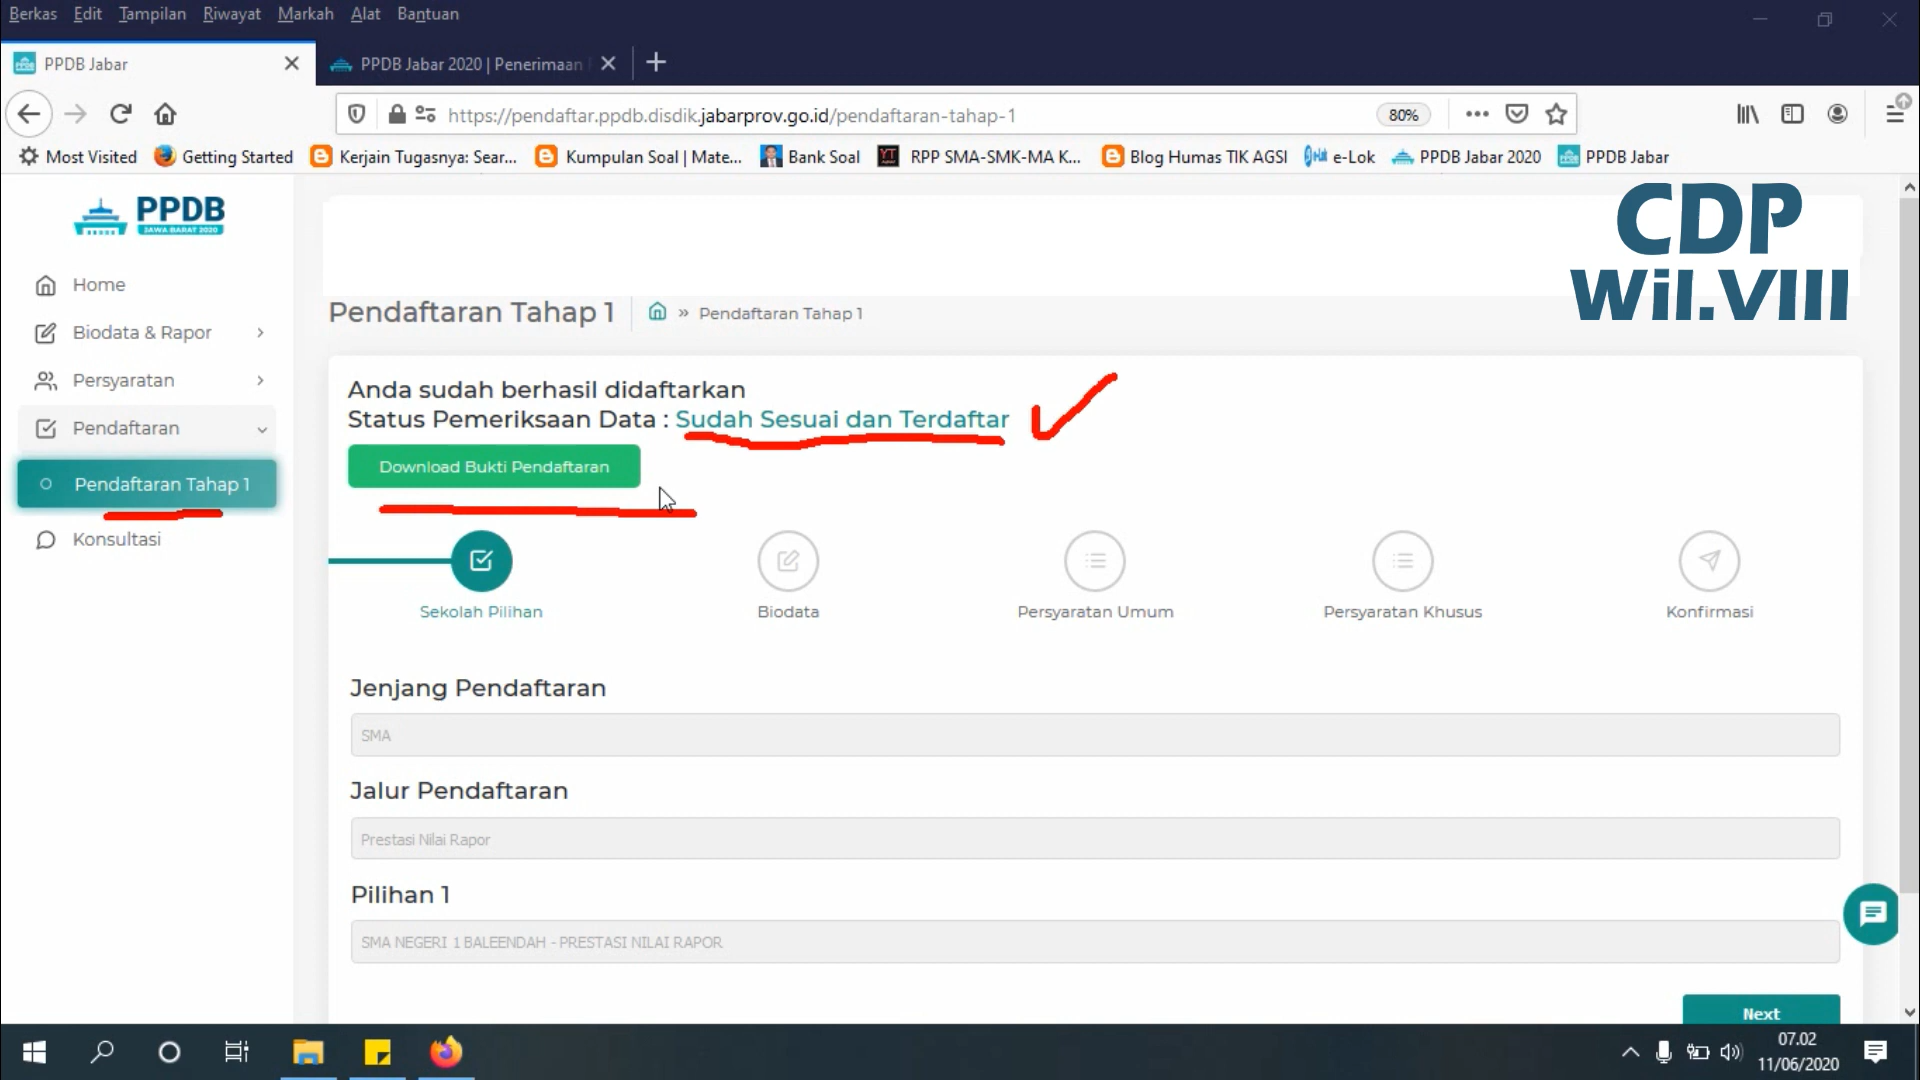 Berkas Edit Tampilan Riwayat Markah Alat Bantuan
PPDB Jabar
PPDB Jabar 2020 | Penerimaan
https://pendaftar.ppdb.disdik.jabarprov.go.id/pendaftaran-tahap-1
80%
Most Visited Getting Started Kerjain Tugasnya: Sear... Kumpulan Soal | Mate... Bank Soal RPP SMA-SMK-MA K... Blog Humas TIK AGSI e-Lok PPDB Jabar 2020 PPDB Jabar
PPDB
JAWA BARAT 2020
CDP
Wil.VIII
Home
Biodata & Rapor
Persyaratan
Pendaftaran
Pendaftaran Tahap 1
Konsultasi
Pendaftaran Tahap 1 » Pendaftaran Tahap 1
Anda sudah berhasil didaftarkan
Status Pemeriksaan Data : Sudah Sesuai dan Terdaftar
Download Bukti Pendaftaran
Sekolah Pilihan
Biodata
Persyaratan Umum
Persyaratan Khusus
Konfirmasi
Jenjang Pendaftaran
SMA
Jalur Pendaftaran
Prestasi Nilai Rapor
Pilihan 1
SMA NEGERI 1 BALEENDAH - PRESTASI NILAI RAPOR
Next
07.02
11/06/2020